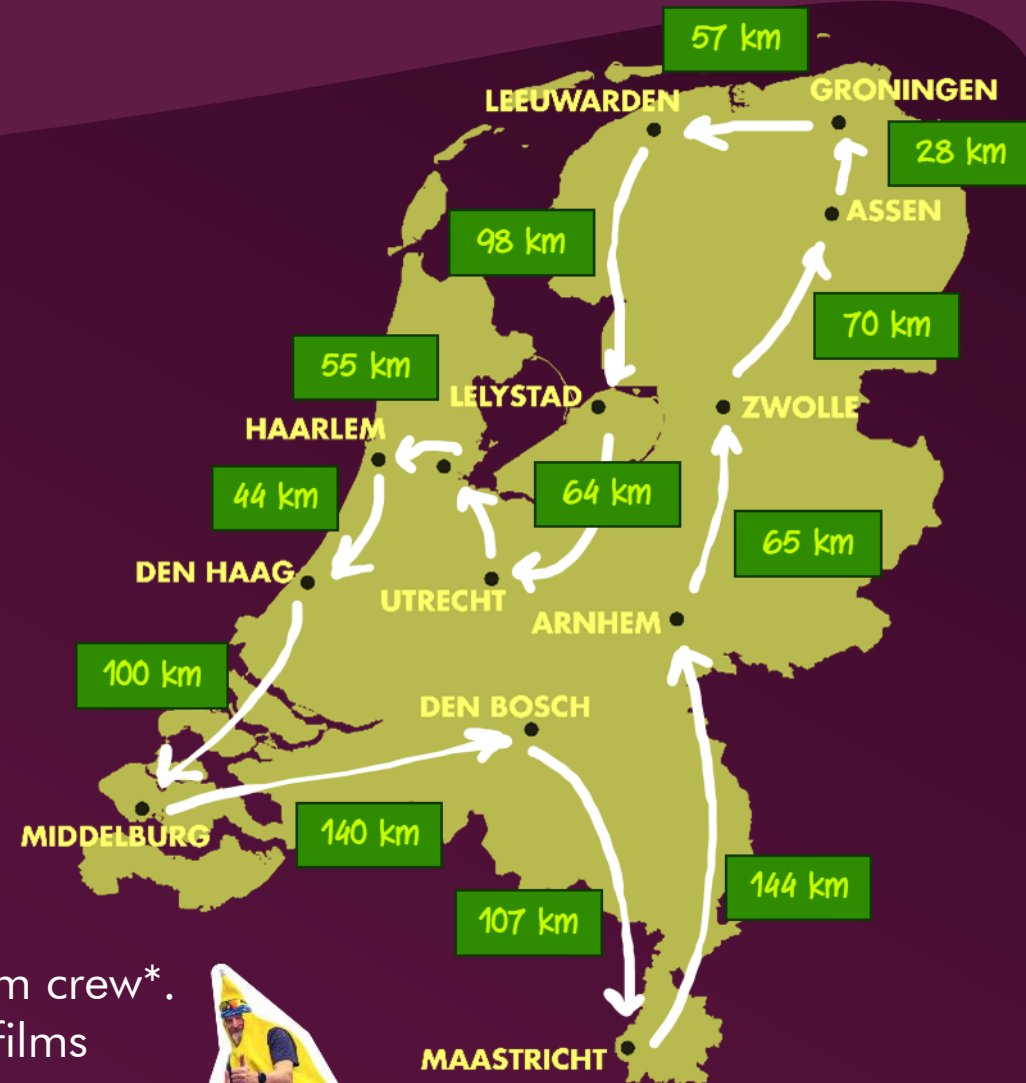 57 km
GRONINGEN
LEEUWARDEN
28 km
ASSEN
98 km
70 km
55 km
LELYSTAD
ZWOLLE
HAARLEM
44 km
64 km
65 km
DEN HAAG
UTRECHT
ARNHEM
100 km
DEN BOSCH
MIDDELBURG
140 km
144 km
107 km
m crew*.
films
MAASTRICHT